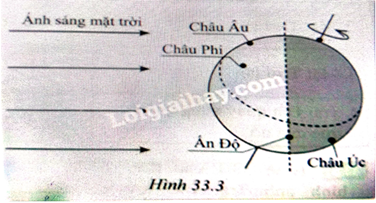 Ánh sáng mặt trời
Châu Âu
Châu Phi
Loigiaihay.com
Ấn Độ
Châu Úc
Hình 33.3